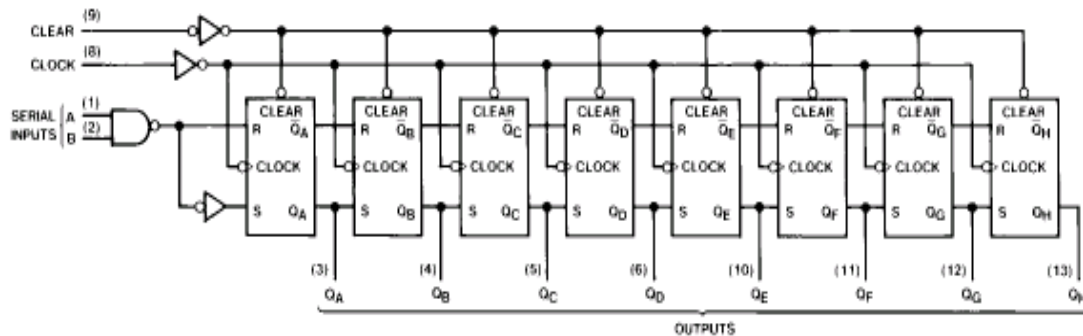 CLEAR (9)
CLOCK (8)
SERIAL INPUTS A (1)
B (2)
CLEAR CLEAR CLEAR CLEAR CLEAR CLEAR CLEAR CLEAR
R Q̅A R Q̅B R Q̅C R Q̅D R Q̅E R Q̅F R Q̅G R Q̅H
CLOCK CLOCK CLOCK CLOCK CLOCK CLOCK CLOCK CLOCK
S QA S QB S QC S QD S QE S QF S QG S QH
(3) (4) (5) (6) (10) (11) (12) (13)
QA QB QC QD QE QF QG
OUTPUTS